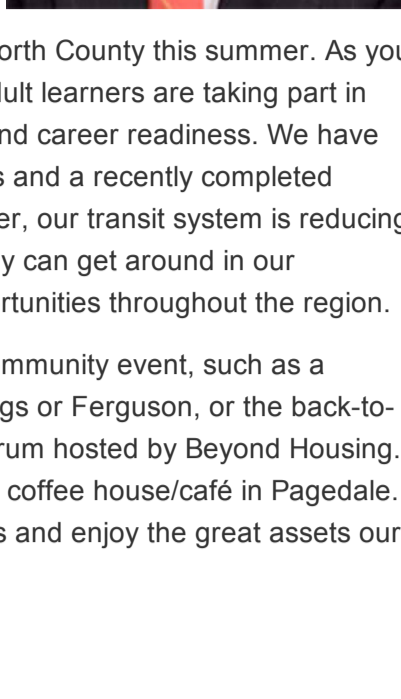 orth County this summer. As you
dult learners are taking part in
nd career readiness. We have
s and a recently completed
er, our transit system is reducing
y can get around in our
rtunities throughout the region.
mmunity event, such as a
gs or Ferguson, or the back-to-
rum hosted by Beyond Housing.
coffee house/café in Pagedale.
s and enjoy the great assets our